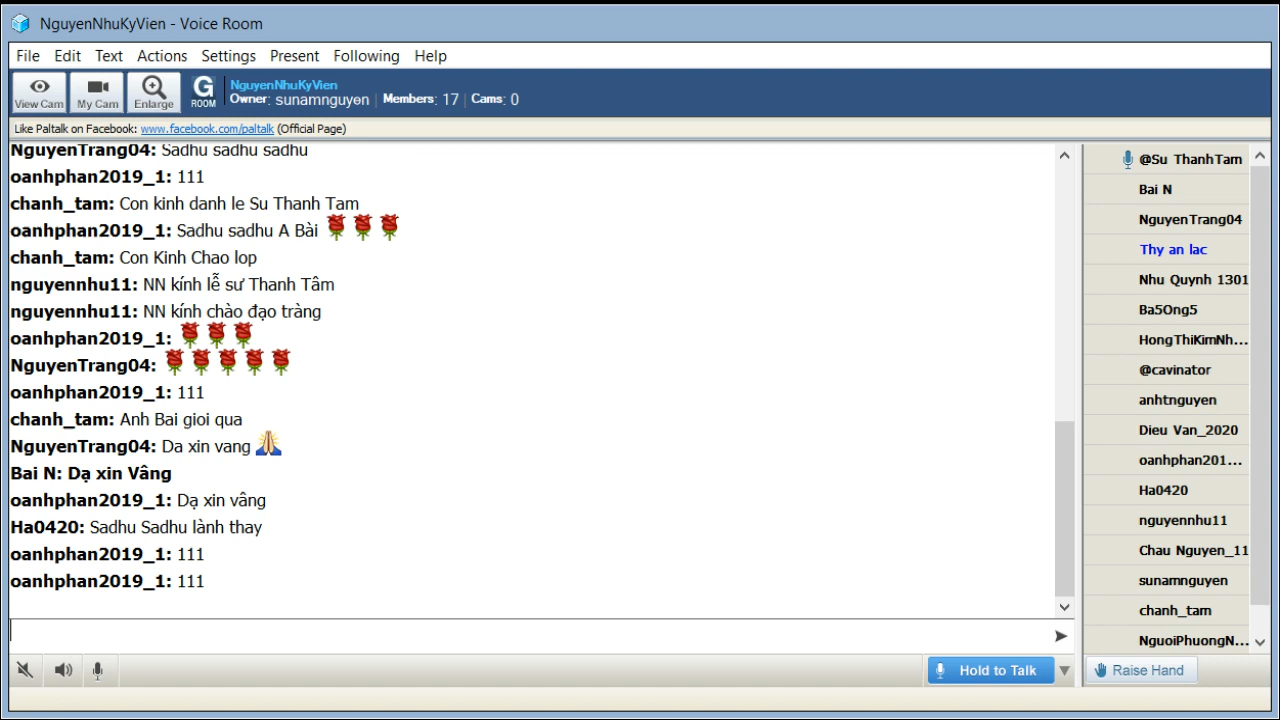 NguyenNhuKyVien - Voice Room
File Edit Text Actions Settings Present Following Help
View Cam My Cam Enlarge G ROOM
NguyenNhuKyVien
Owner: sunamnguyen | Members: 17 | Cams: 0
Like Paltalk on Facebook: www.facebook.com/paltalk (Official Page)
NguyenTrang04: Sadhu sadhu sadhu
oanhphan2019_1: 111
chanh_tam: Con kinh danh le Su Thanh Tam
oanhphan2019_1: Sadhu sadhu A Bài 🌹🌹🌹
chanh_tam: Con Kinh Chao lop
nguyennhu11: NN kính lễ sư Thanh Tâm
nguyennhu11: NN kính chào đạo tràng
oanhphan2019_1: 🌹🌹🌹
NguyenTrang04: 🌹🌹🌹🌹🌹
oanhphan2019_1: 111
chanh_tam: Anh Bai gioi qua
NguyenTrang04: Da xin vang 🙏
Bai N: Dạ xin Vâng
oanhphan2019_1: Dạ xin vâng
Ha0420: Sadhu Sadhu lành thay
oanhphan2019_1: 111
oanhphan2019_1: 111
@Su ThanhTam
Bai N
NguyenTrang04
Thy an lac
Nhu Quynh 1301
Ba5Ong5
HongThiKimNh...
@cavinator
anhtnguyen
Dieu Van_2020
oanhphan201...
Ha0420
nguyennhu11
Chau Nguyen_11
sunamnguyen
chanh_tam
NguoiPhuongN...
Hold to Talk
Raise Hand